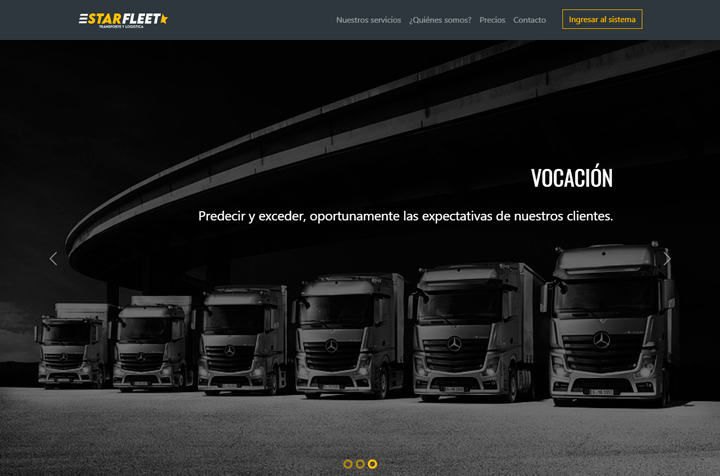 STARFLEET
TRANSPORTE Y LOGÍSTICA
Nuestros servicios
¿Quiénes somos?
Precios
Contacto
Ingresar al sistema
VOCACIÓN
Predecir y exceder, oportunamente las expectativas de nuestros clientes.